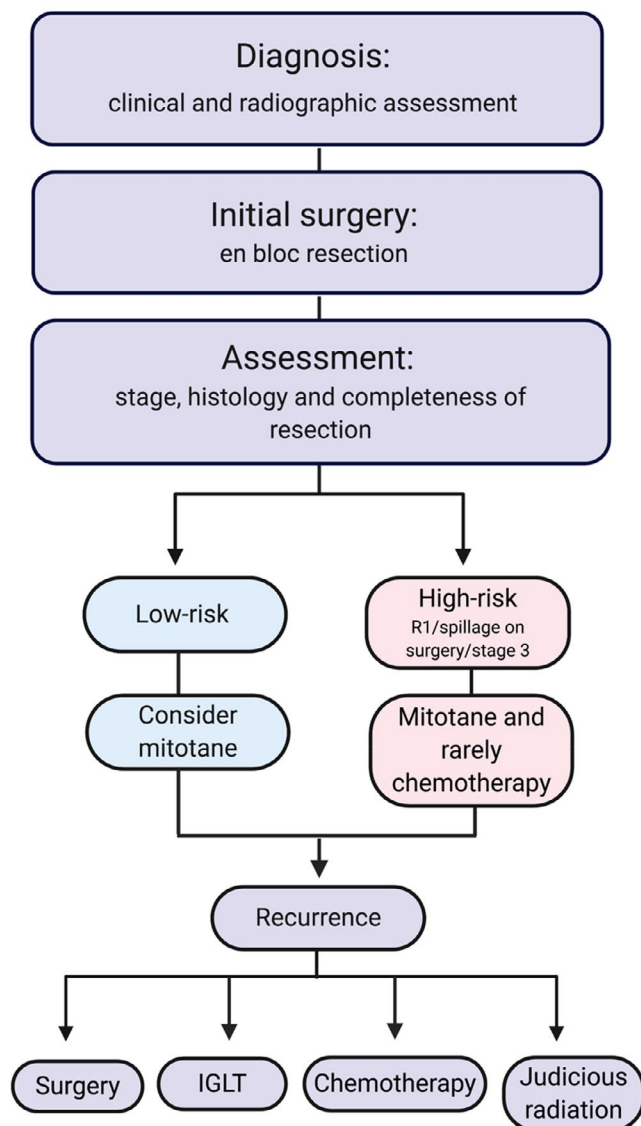 Diagnosis:
clinical and radiographic assessment
Initial surgery:
en bloc resection
Assessment:
stage, histology and completeness of
resection
Low-risk
High-risk
R1/spillage on
surgery/stage 3
Consider
mitotane
Mitotane and
rarely
chemotherapy
Recurrence
Surgery
IGLT
Chemotherapy
Judicious
radiation